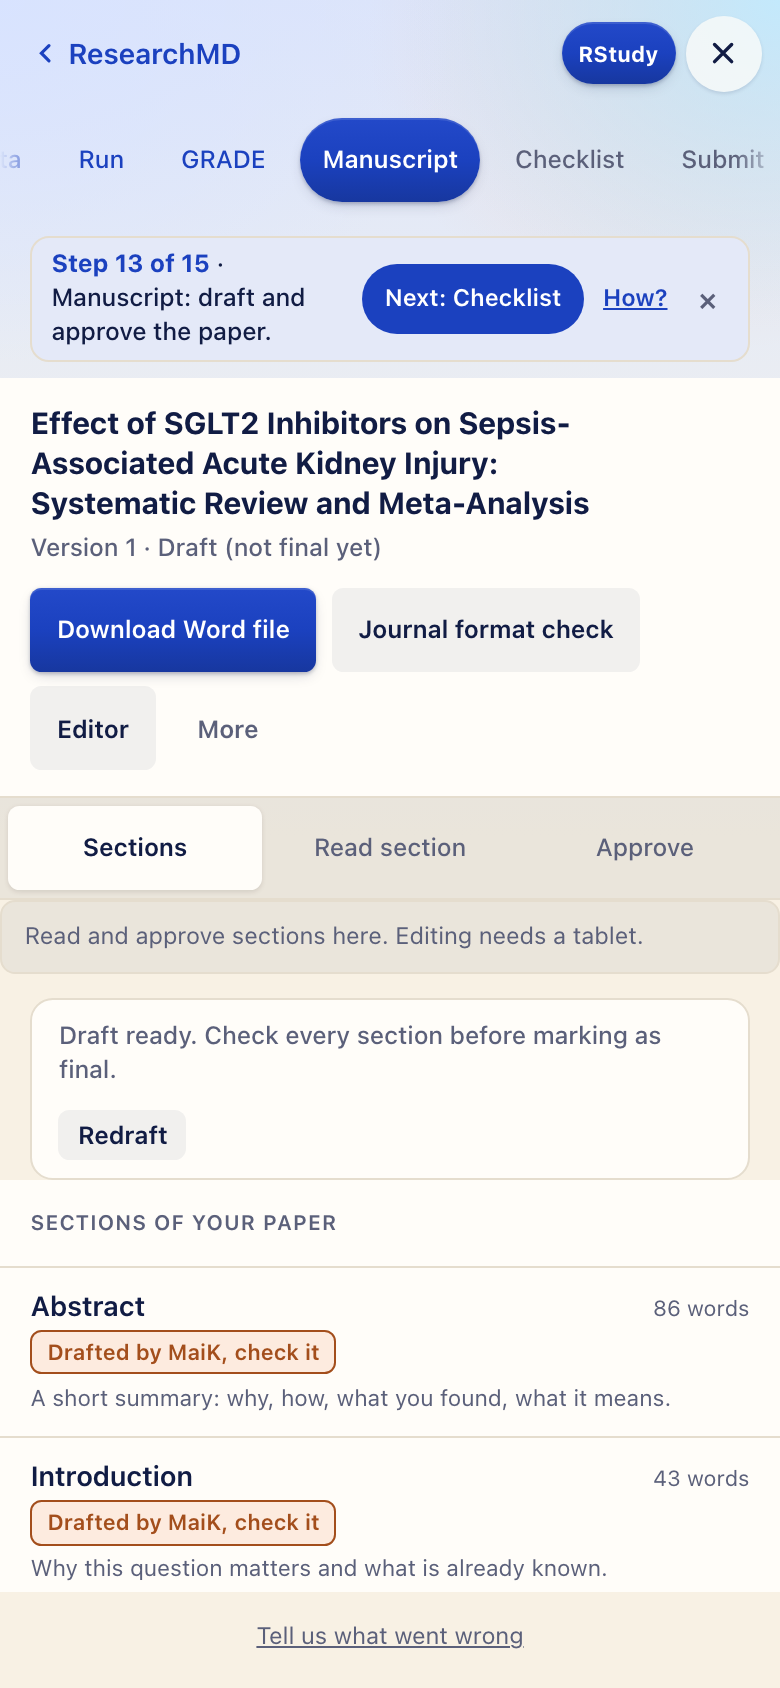 ResearchMD
RStudy
ta
Run
GRADE
Manuscript
Checklist
Submit
Step 13 of 15 ·
Manuscript: draft and
approve the paper.
Next: Checklist
How?
×
Effect of SGLT2 Inhibitors on Sepsis-
Associated Acute Kidney Injury:
Systematic Review and Meta-Analysis
Version 1 · Draft (not final yet)
Download Word file
Journal format check
Editor
More
Sections
Read section
Approve
Read and approve sections here. Editing needs a tablet.
Draft ready. Check every section before marking as
final.
Redraft
SECTIONS OF YOUR PAPER
Abstract
86 words
Drafted by MaiK, check it
A short summary: why, how, what you found, what it means.
Introduction
43 words
Drafted by MaiK, check it
Why this question matters and what is already known.
Tell us what went wrong